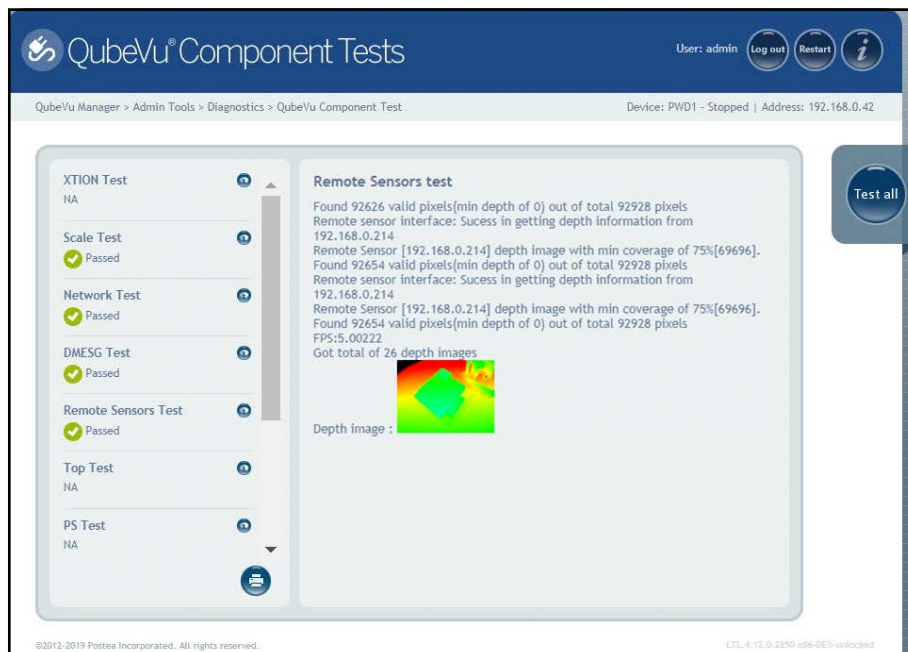 QubeVu® Component Tests
User: admin
Log out
Restart
i
QubeVu Manager > Admin Tools > Diagnostics > QubeVu Component Test
Device: PWD1 - Stopped | Address: 192.168.0.42
XTION Test
NA
Scale Test
Passed
Network Test
Passed
DMESG Test
Passed
Remote Sensors Test
Passed
Top Test
NA
PS Test
NA
Remote Sensors test
Found 92626 valid pixels(min depth of 0) out of total 92928 pixels
Remote sensor interface: Sucess in getting depth information from
192.168.0.214
Remote Sensor [192.168.0.214] depth image with min coverage of 75%[69696].
Found 92654 valid pixels(min depth of 0) out of total 92928 pixels
Remote sensor interface: Sucess in getting depth information from
192.168.0.214
Remote Sensor [192.168.0.214] depth image with min coverage of 75%[69696].
Found 92654 valid pixels(min depth of 0) out of total 92928 pixels
FPS:5.00222
Got total of 26 depth images
Depth image :
Test all
©2012-2019 Postea Incorporated. All rights reserved.
LTL.4.12.0.2850-x86-DEV-unlocked